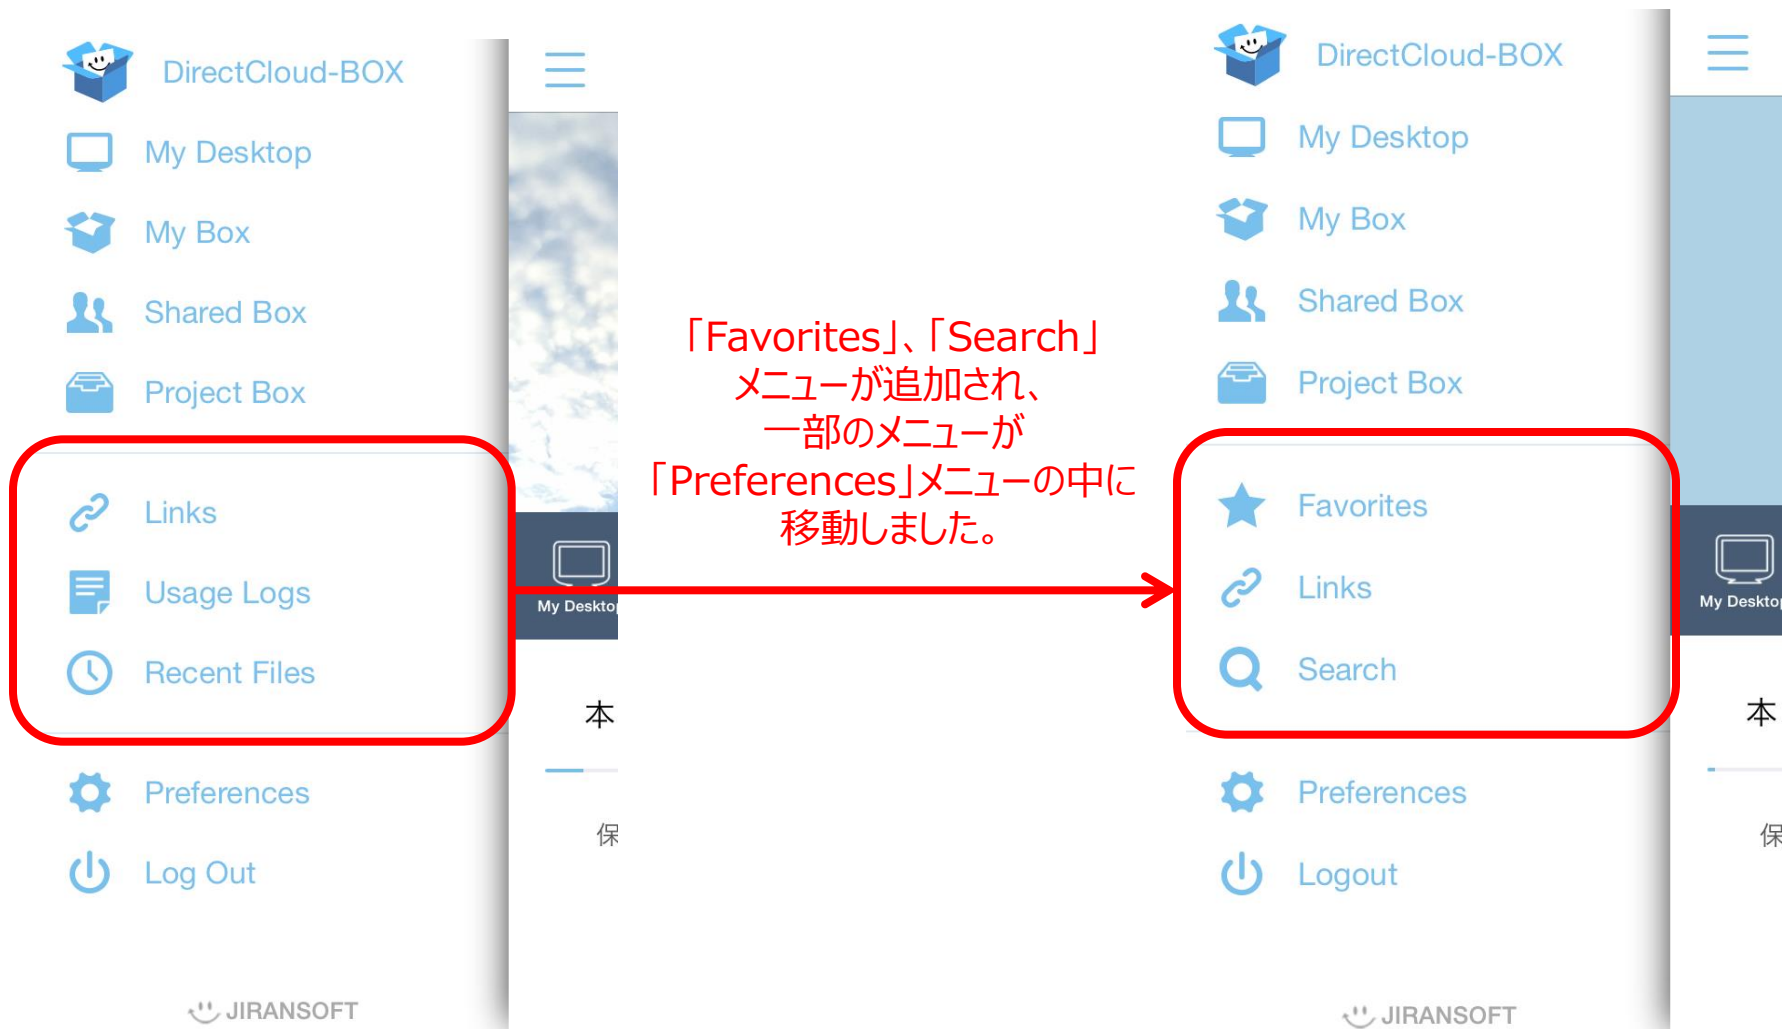 DirectCloud-BOX
My Desktop
My Box
Shared Box
Project Box
Links
Usage Logs
Recent Files
Preferences
Log Out
JIRANSOFT
My Desktop
本
保
「Favorites」、「Search」
メニューが追加され、
一部のメニューが
「Preferences」メニューの中に
移動しました。
DirectCloud-BOX
My Desktop
My Box
Shared Box
Project Box
Favorites
Links
Search
Preferences
Logout
JIRANSOFT
My Desktop
本
保